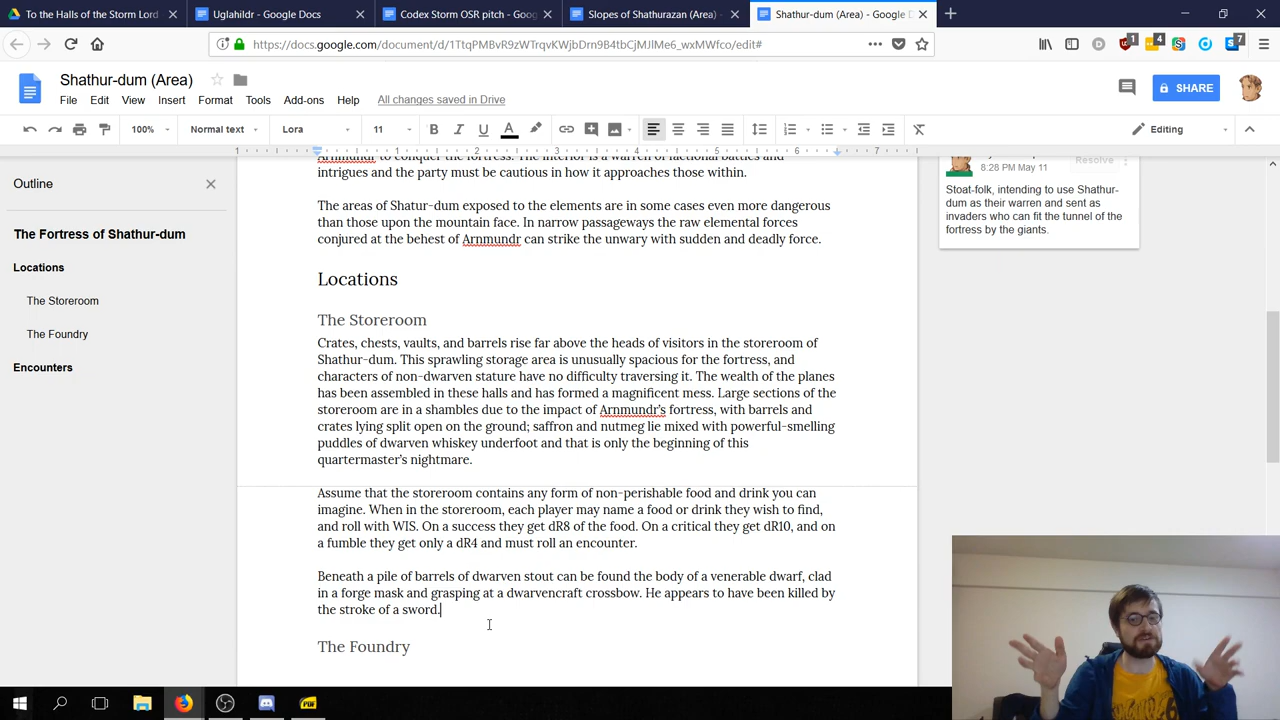 To the Halls of the Storm Lord
Uglahildr - Google Docs
Codex Storm OSR pitch - Goog
Slopes of Shathurazan (Area) -
Shathur-dum (Area) - Google D
Shathur-dum (Area)
File Edit View Insert Format Tools Add-ons Help All changes saved in Drive
SHARE
100% Normal text Lora 11 B I U A Editing
1 1 2 3 4 5 6 7
Outline
The Fortress of Shathur-dum
Locations
The Storeroom
The Foundry
Encounters
Arnmundr to conquer the fortress. The interior is a warren of factional battles and
intrigues and the party must be cautious in how it approaches those within.
The areas of Shatur-dum exposed to the elements are in some cases even more dangerous
than those upon the mountain face. In narrow passageways the raw elemental forces
conjured at the behest of Arnmundr can strike the unwary with sudden and deadly force.
Locations
The Storeroom
Crates, chests, vaults, and barrels rise far above the heads of visitors in the storeroom of
Shathur-dum. This sprawling storage area is unusually spacious for the fortress, and
characters of non-dwarven stature have no difficulty traversing it. The wealth of the planes
has been assembled in these halls and has formed a magnificent mess. Large sections of the
storeroom are in a shambles due to the impact of Arnmundr's fortress, with barrels and
crates lying split open on the ground; saffron and nutmeg lie mixed with powerful-smelling
puddles of dwarven whiskey underfoot and that is only the beginning of this
quartermaster's nightmare.
Assume that the storeroom contains any form of non-perishable food and drink you can
imagine. When in the storeroom, each player may name a food or drink they wish to find,
and roll with WIS. On a success they get dR8 of the food. On a critical they get dR10, and on
a fumble they get only a dR4 and must roll an encounter.
Beneath a pile of barrels of dwarven stout can be found the body of a venerable dwarf, clad
in a forge mask and grasping at a dwarvencraft crossbow. He appears to have been killed by
the stroke of a sword.
The Foundry
8:28 PM May 11
Resolve
Stoat-folk, intending to use Shathur-
dum as their warren and sent as
invaders who can fit the tunnel of the
fortress by the giants.